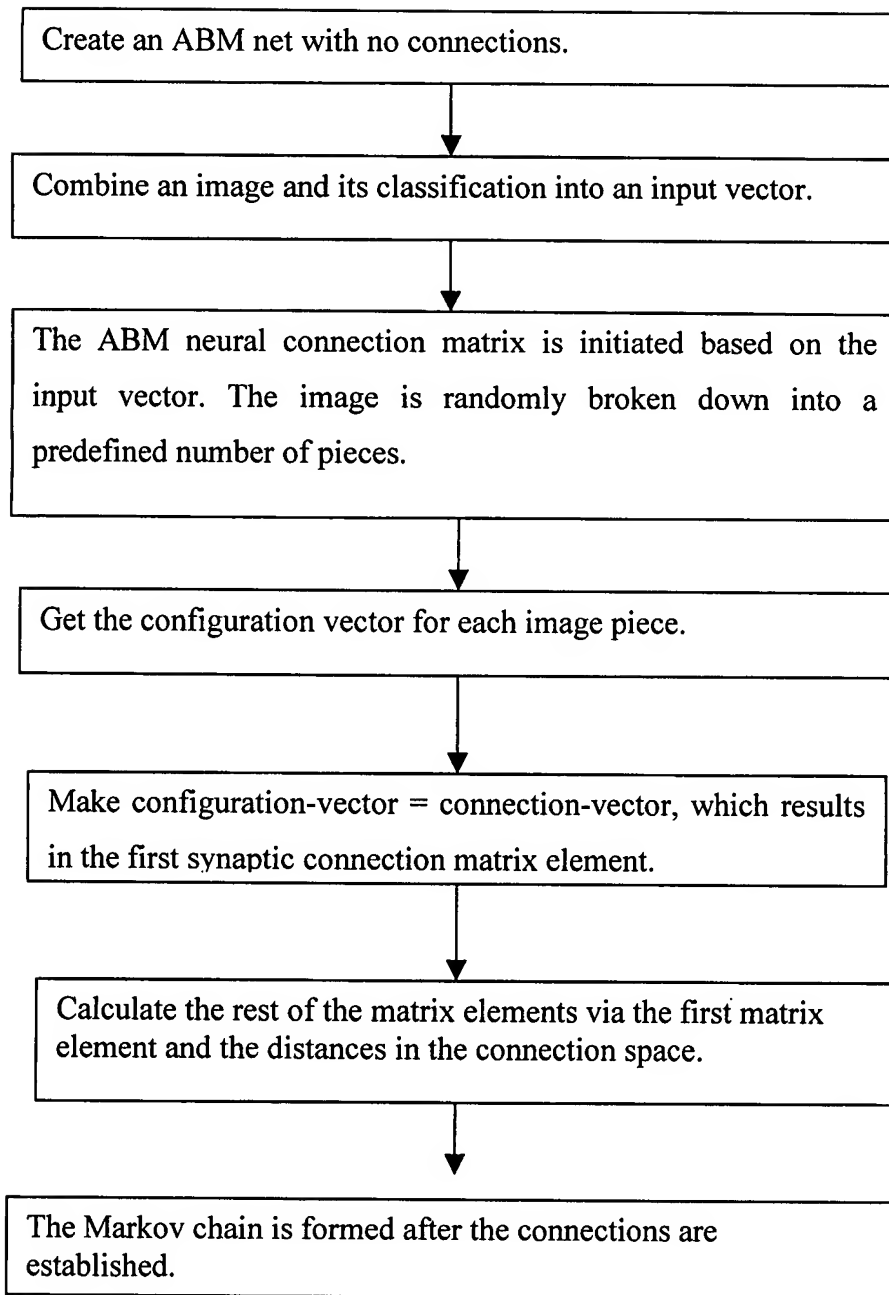 Create an ABM net with no connections.
Combine an image and its classification into an input vector.
The ABM neural connection matrix is initiated based on the
input vector. The image is randomly broken down into a
predefined number of pieces.
Get the configuration vector for each image piece.
Make configuration-vector = connection-vector, which results
in the first synaptic connection matrix element.
Calculate the rest of the matrix elements via the first matrix
element and the distances in the connection space.
The Markov chain is formed after the connections are
established.